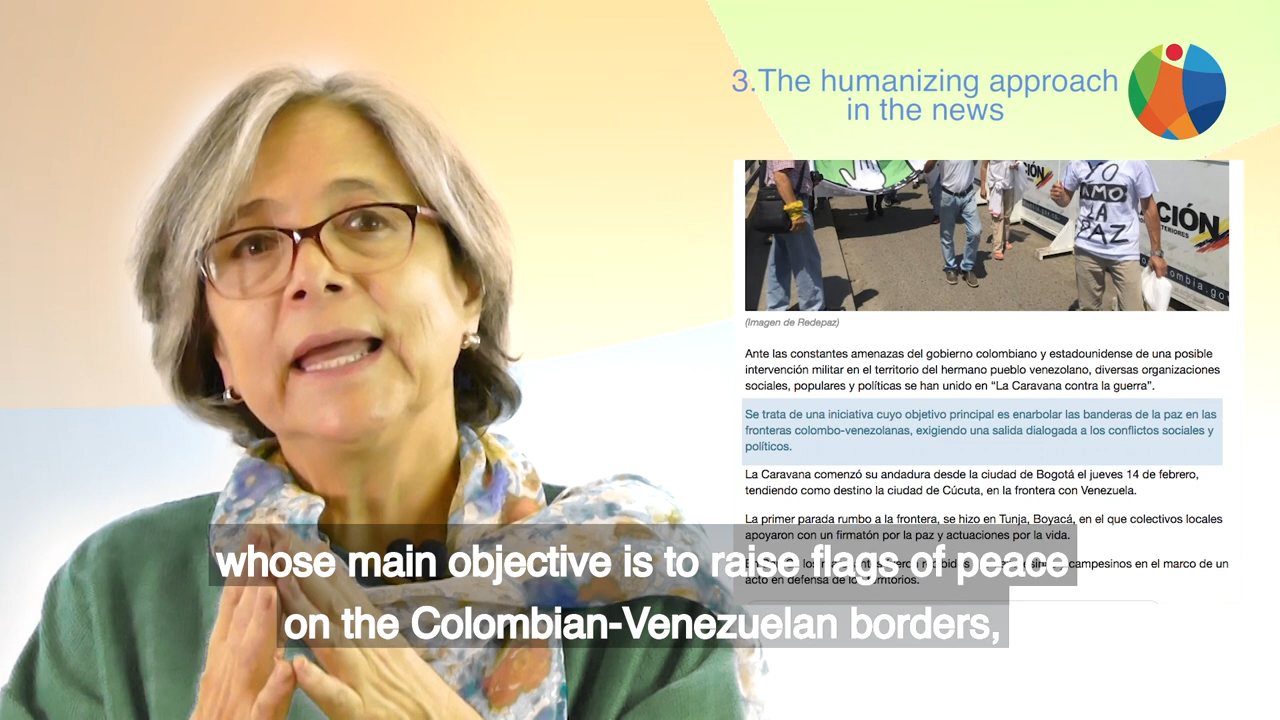 3.The humanizing approach
in the news
YO
AMO
LA
PAZ
CIÓN
(Imagen de Redepaz)
Ante las constantes amenazas del gobierno colombiano y estadounidense de una posible
intervención militar en el territorio del hermano pueblo venezolano, diversas organizaciones
sociales, populares y políticas se han unido en “La Caravana contra la guerra”.
Se trata de una iniciativa cuyo objetivo principal es enarbolar las banderas de la paz en las
fronteras colombo-venezolanas, exigiendo una salida dialogada a los conflictos sociales y
políticos.
La Caravana comenzó su andadura desde la ciudad de Bogotá el jueves 14 de febrero,
tendiendo como destino la ciudad de Cúcuta, en la frontera con Venezuela.
La primer parada rumbo a la frontera, se hizo en Tunja, Boyacá, en el que colectivos locales
apoyaron con un firmatón por la paz y actuaciones por la vida.
campesinos en el marco de un
acto en defensa de los territorios.
whose main objective is to raise flags of peace
on the Colombian-Venezuelan borders,